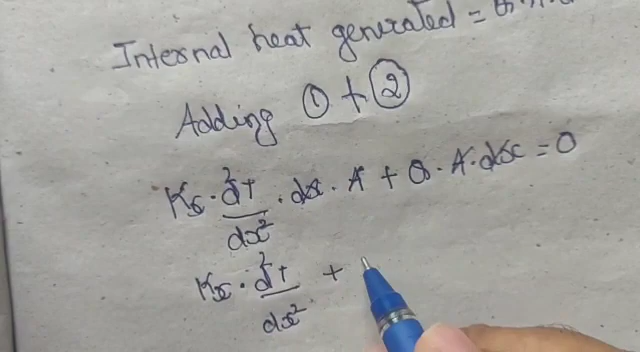 Internal heat generated =
Adding ① + ②
Kx · d²t/dx² · dx · A + Q · A · dx = 0
Kx · d²t/dx² +